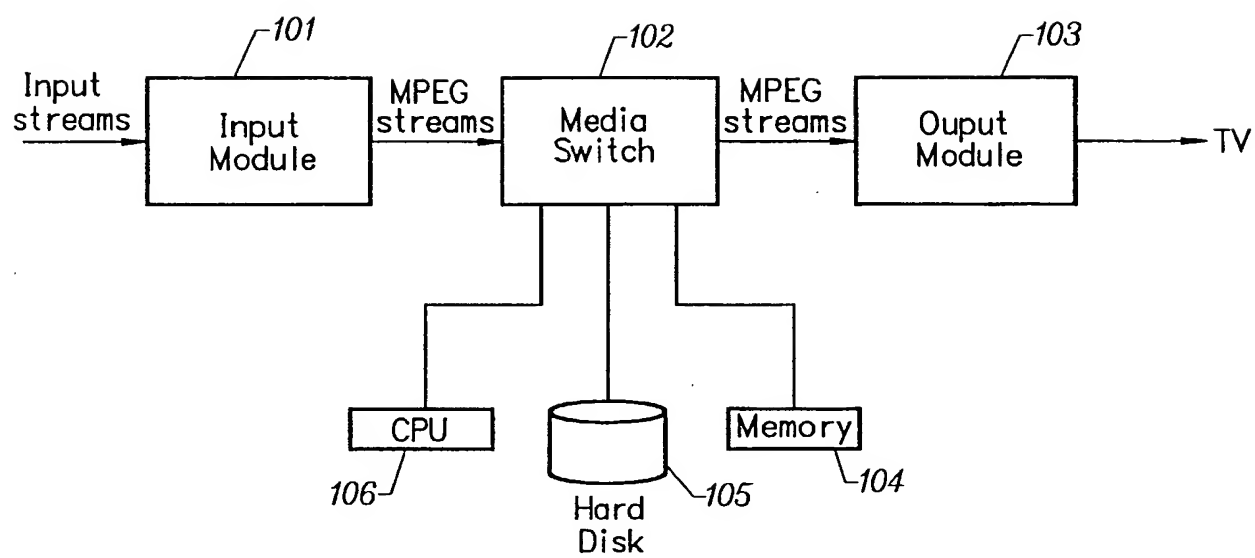 101
102
103
Input
streams
Input
Module
MPEG
streams
Media
Switch
MPEG
streams
Ouput
Module
TV
CPU
106
Hard
Disk
105
Memory
104